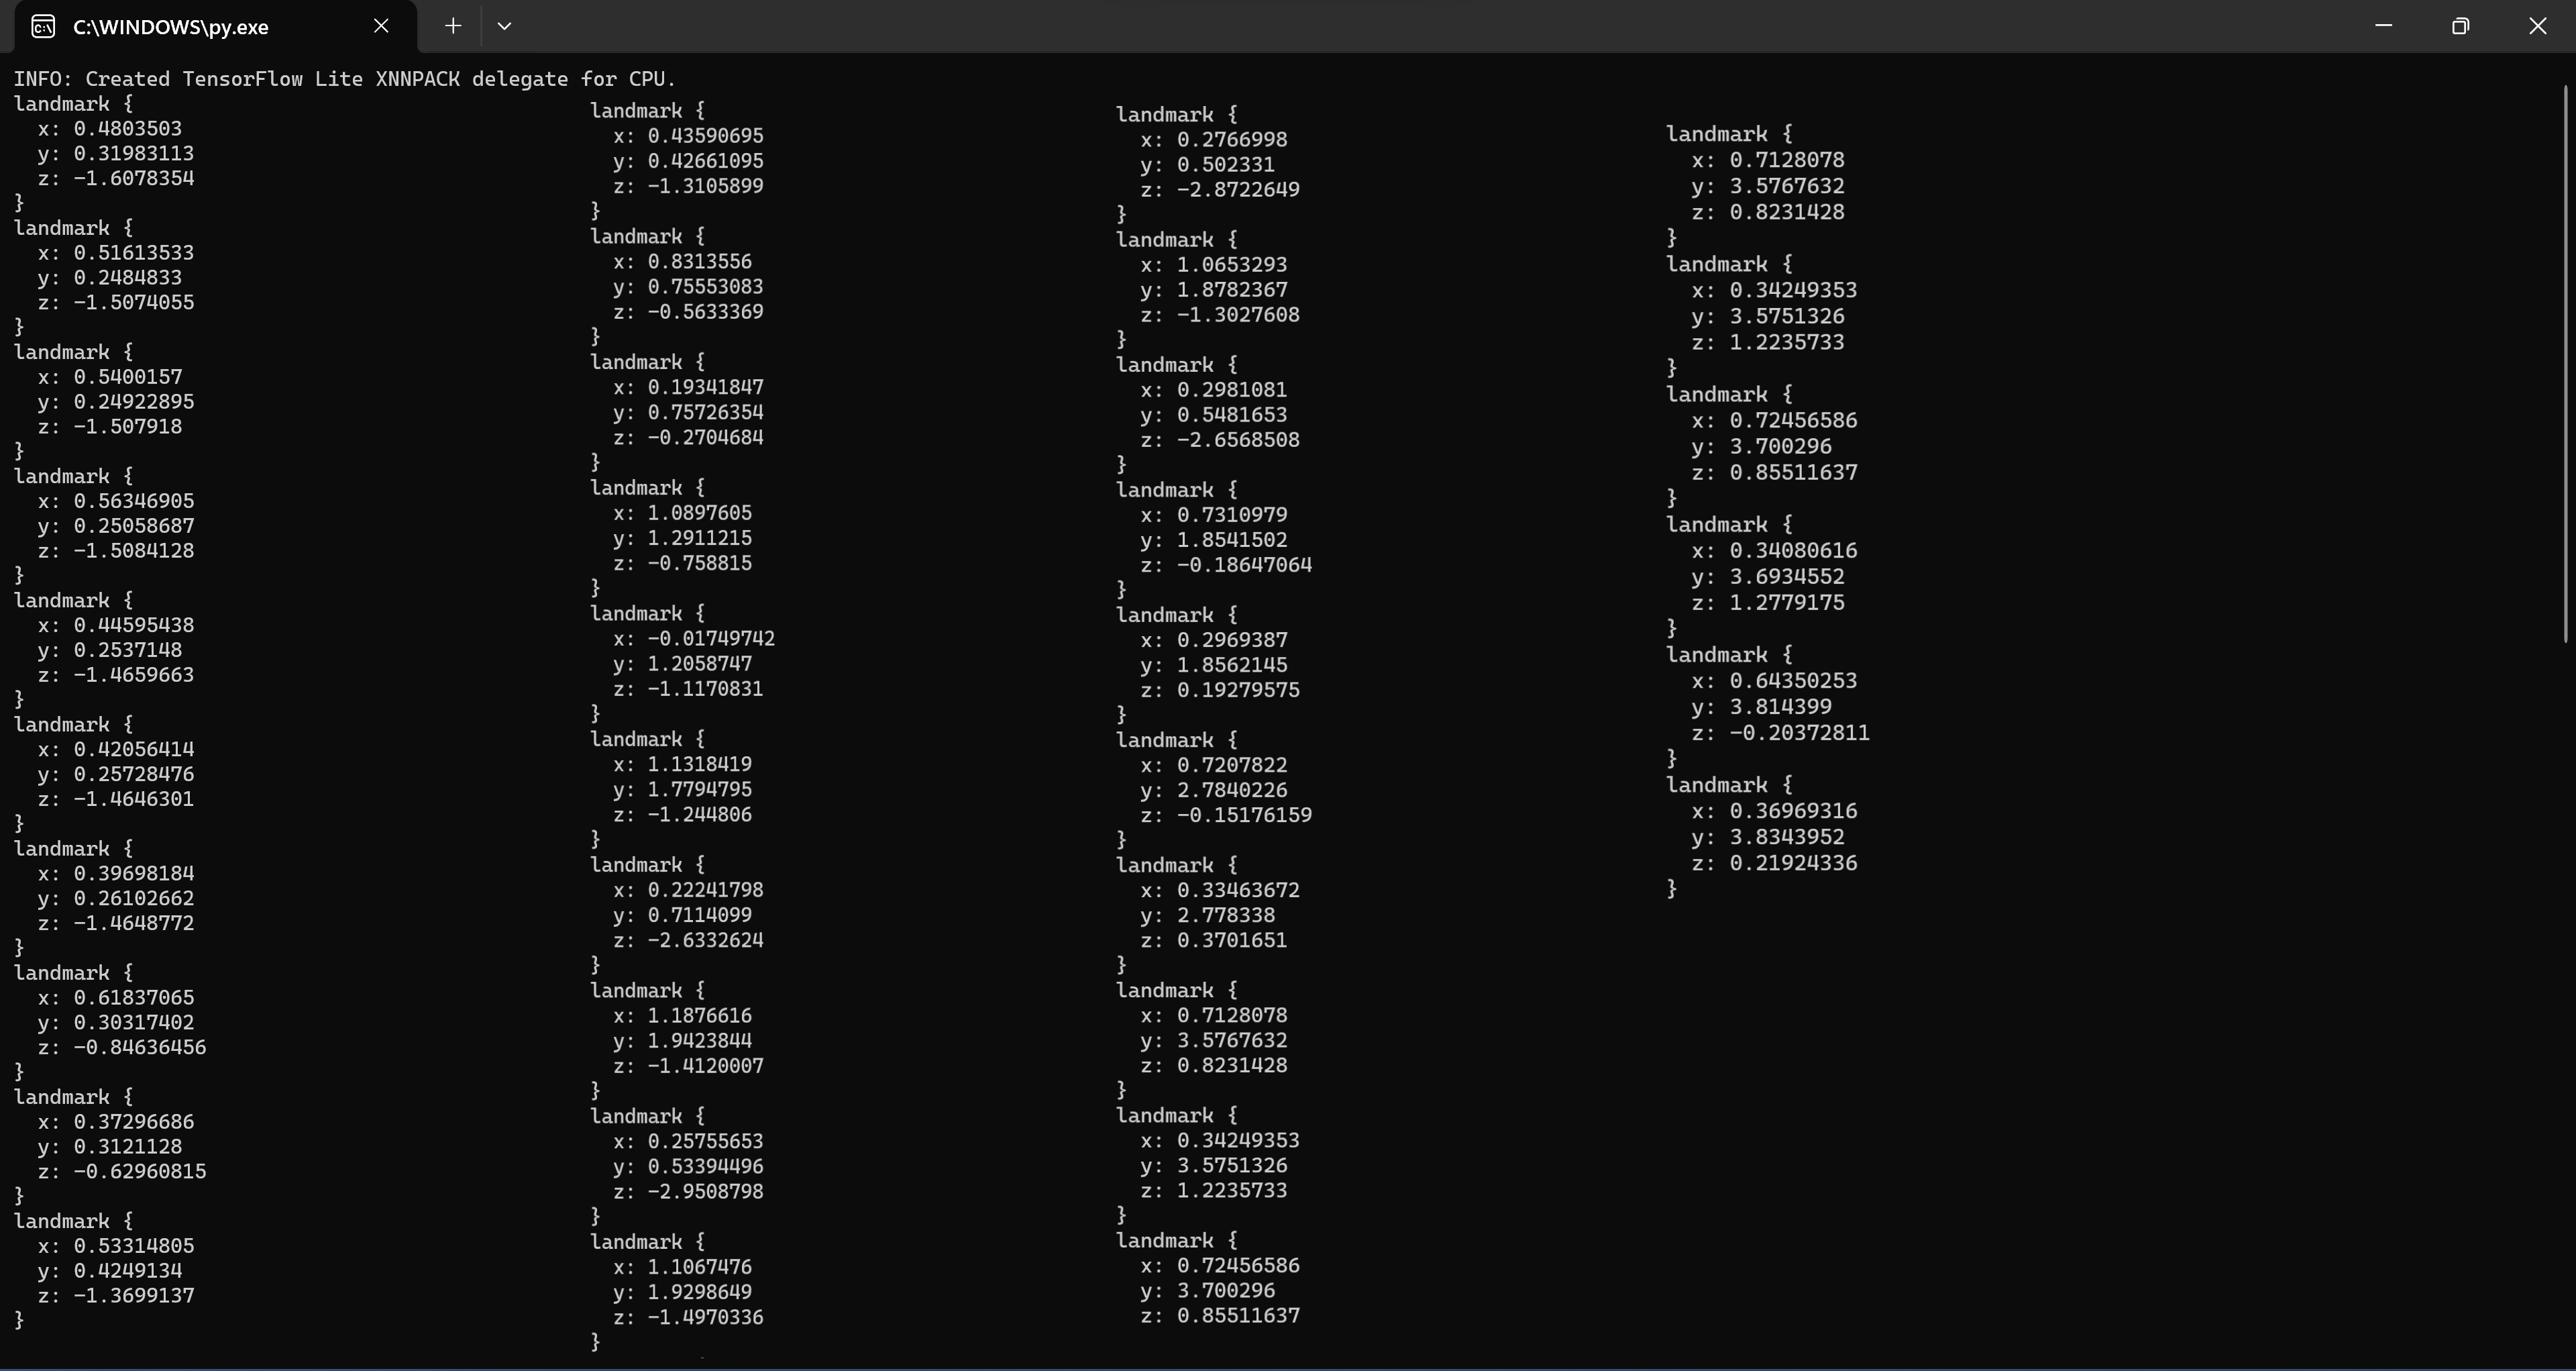 C:\WINDOWS\py.exe
INFO: Created TensorFlow Lite XNNPACK delegate for CPU.
landmark {
x: 0.4803503
y: 0.31983113
z: -1.6078354
}
landmark {
x: 0.51613533
y: 0.2484833
z: -1.5074055
}
landmark {
x: 0.5400157
y: 0.24922895
z: -1.507918
}
landmark {
x: 0.56346905
y: 0.25058687
z: -1.5084128
}
landmark {
x: 0.44595438
y: 0.2537148
z: -1.4659663
}
landmark {
x: 0.42056414
y: 0.25728476
z: -1.4646301
}
landmark {
x: 0.39698184
y: 0.26102662
z: -1.4648772
}
landmark {
x: 0.61837065
y: 0.30317402
z: -0.84636456
}
landmark {
x: 0.37296686
y: 0.3121128
z: -0.62960815
}
landmark {
x: 0.53314805
y: 0.4249134
z: -1.3699137
}
landmark {
x: 0.43590695
y: 0.42661095
z: -1.3105899
}
landmark {
x: 0.8313556
y: 0.75553083
z: -0.5633369
}
landmark {
x: 0.19341847
y: 0.75726354
z: -0.2704684
}
landmark {
x: 1.0897605
y: 1.2911215
z: -0.758815
}
landmark {
x: -0.01749742
y: 1.2058747
z: -1.1170831
}
landmark {
x: 1.1318419
y: 1.7794795
z: -1.244806
}
landmark {
x: 0.22241798
y: 0.7114099
z: -2.6332624
}
landmark {
x: 1.1876616
y: 1.9423844
z: -1.4120007
}
landmark {
x: 0.25755653
y: 0.53394496
z: -2.9508798
}
landmark {
x: 1.1067476
y: 1.9298649
z: -1.4970336
}
landmark {
x: 0.2766998
y: 0.502331
z: -2.8722649
}
landmark {
x: 1.0653293
y: 1.8782367
z: -1.3027608
}
landmark {
x: 0.2981081
y: 0.5481653
z: -2.6568508
}
landmark {
x: 0.7310979
y: 1.8541502
z: -0.18647064
}
landmark {
x: 0.2969387
y: 1.8562145
z: 0.19279575
}
landmark {
x: 0.7207822
y: 2.7840226
z: -0.15176159
}
landmark {
x: 0.33463672
y: 2.778338
z: 0.3701651
}
landmark {
x: 0.7128078
y: 3.5767632
z: 0.8231428
}
landmark {
x: 0.34249353
y: 3.5751326
z: 1.2235733
}
landmark {
x: 0.72456586
y: 3.700296
z: 0.85511637
landmark {
x: 0.7128078
y: 3.5767632
z: 0.8231428
}
landmark {
x: 0.34249353
y: 3.5751326
z: 1.2235733
}
landmark {
x: 0.72456586
y: 3.700296
z: 0.85511637
}
landmark {
x: 0.34080616
y: 3.6934552
z: 1.2779175
}
landmark {
x: 0.64350253
y: 3.814399
z: -0.20372811
}
landmark {
x: 0.36969316
y: 3.8343952
z: 0.21924336
}